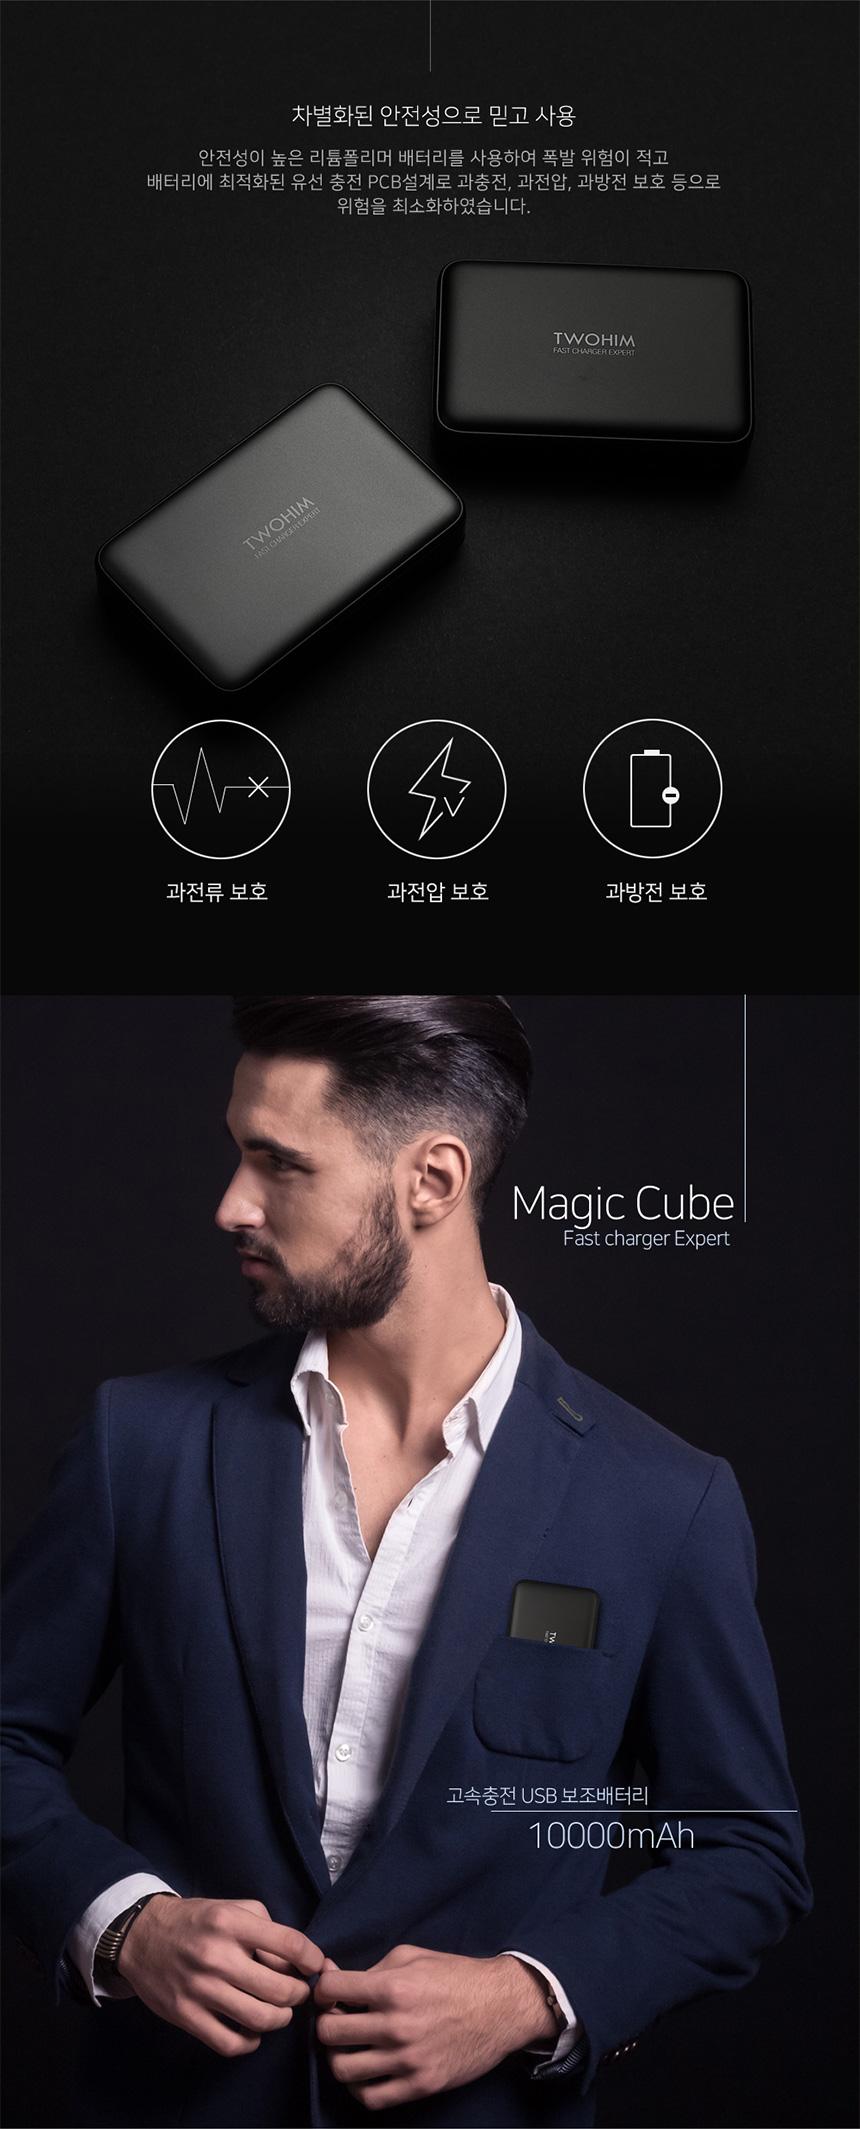 차별화된 안전성으로 믿고 사용
안전성이 높은 리튬폴리머 배터리를 사용하여 폭발 위험이 적고
배터리에 최적화된 유선 충전 PCB설계로 과충전, 과전압, 과방전 보호 등으로
위험을 최소화하였습니다.
TWOHIM
FAST CHARGER EXPERT
TWOHIM
FAST CHARGER EXPERT
과전류 보호
과전압 보호
과방전 보호
Magic Cube
Fast charger Expert
TW
고속충전 USB 보조배터리
10000mAh